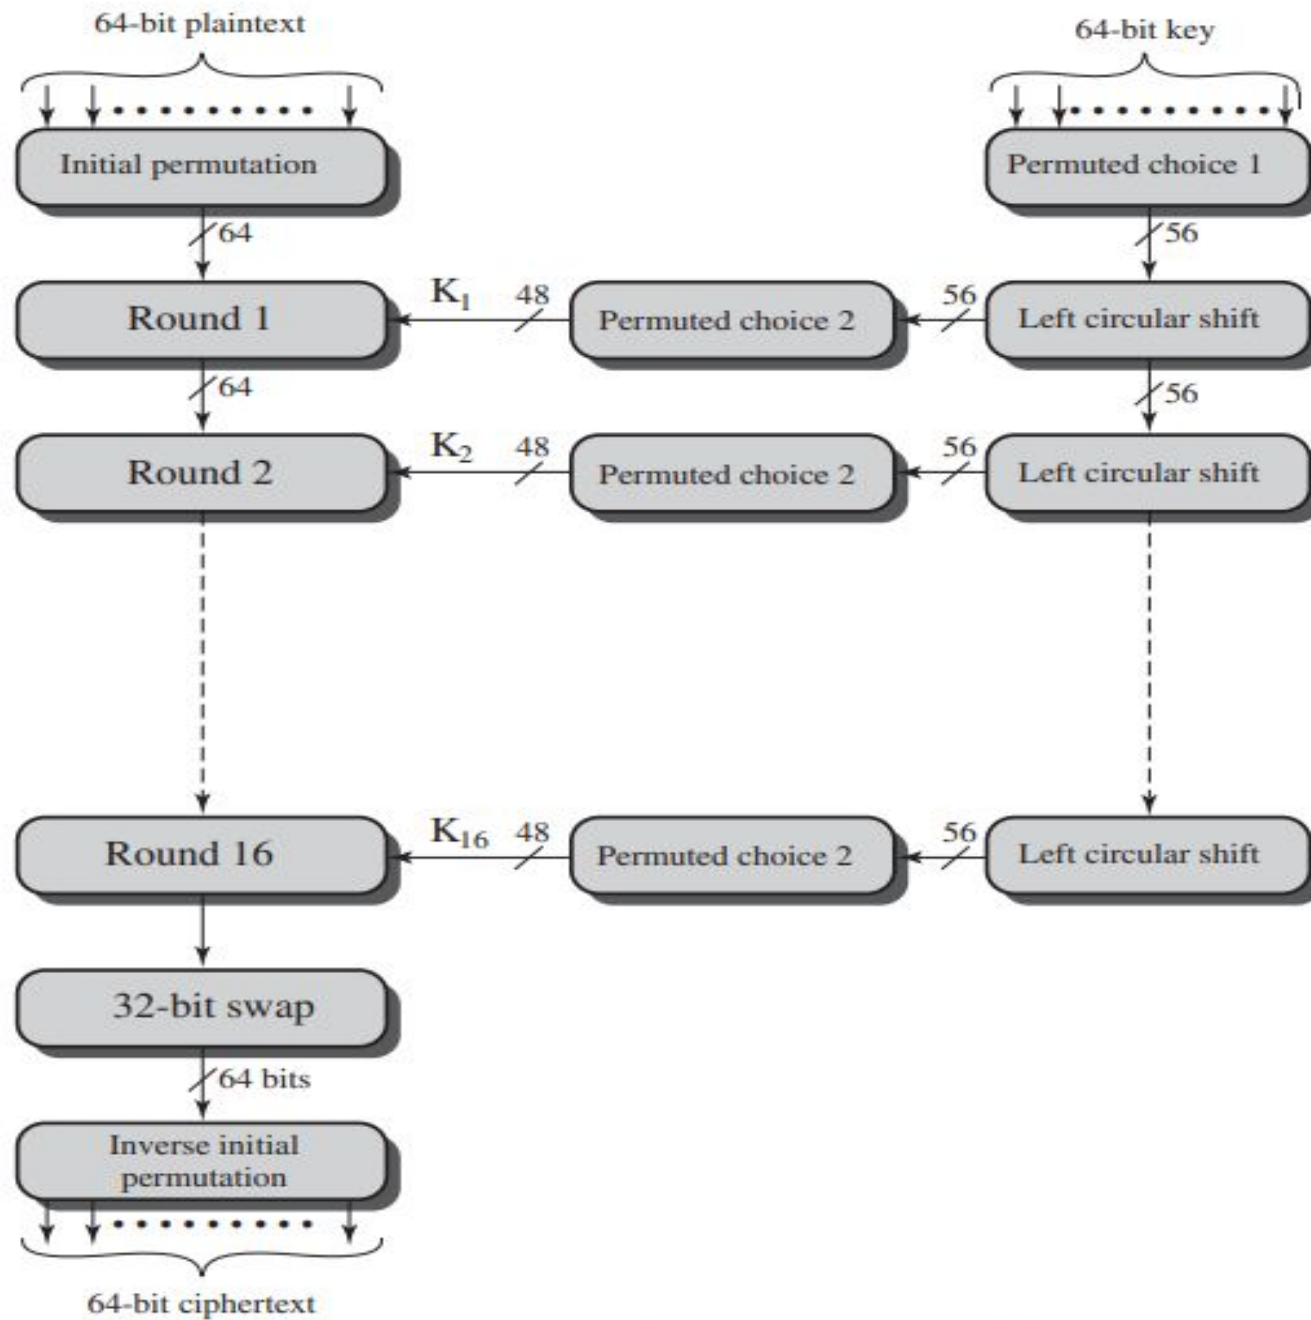 64-bit plaintext
64-bit key
Initial permutation
Permuted choice 1
64
56
Round 1
K₁
48
Permuted choice 2
56
Left circular shift
64
56
Round 2
K₂
48
Permuted choice 2
56
Left circular shift
Round 16
K₁₆
48
Permuted choice 2
56
Left circular shift
32-bit swap
64 bits
Inverse initial
permutation
64-bit ciphertext